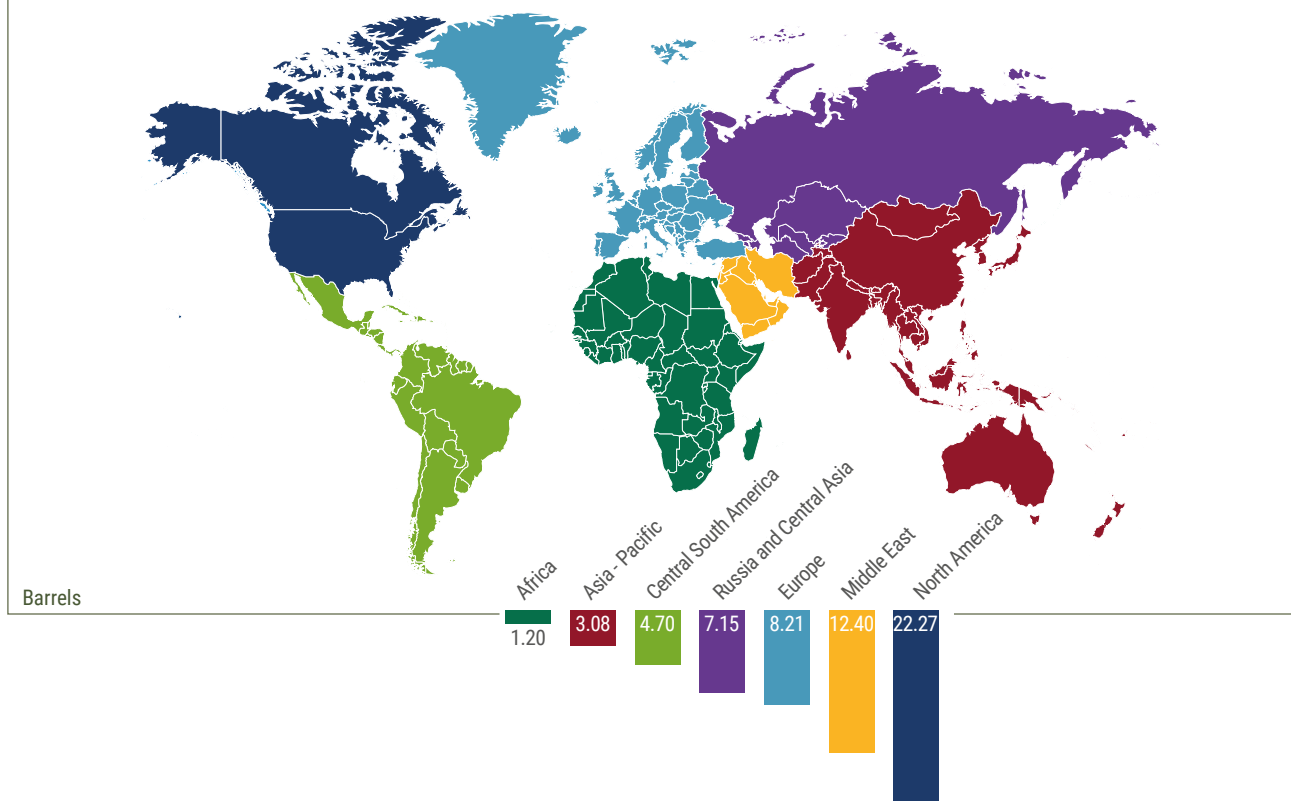 Africa
Asia - Pacific
Central South America
Russia and Central Asia
Europe
Middle East
North America
Barrels
1.20
3.08
4.70
7.15
8.21
12.40
22.27